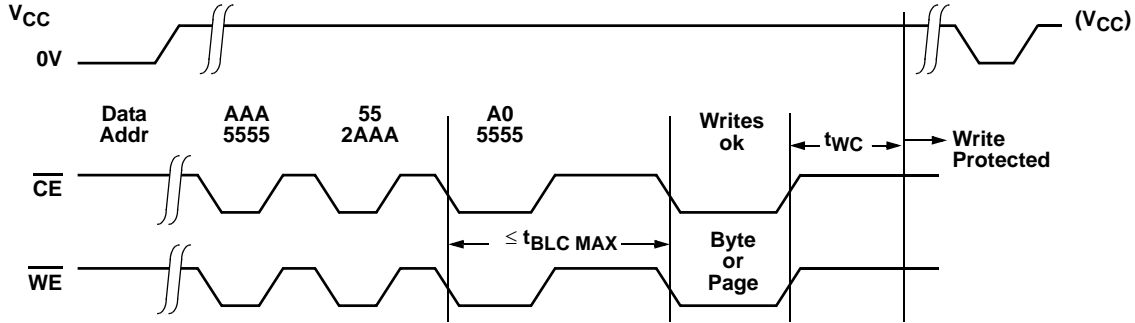 VCC
(VCC)
0V
Data
Addr
AAA
5555
55
2AAA
A0
5555
Writes
ok
tWC
Write
Protected
CE
≤ tBLC MAX
Byte
or
Page
WE